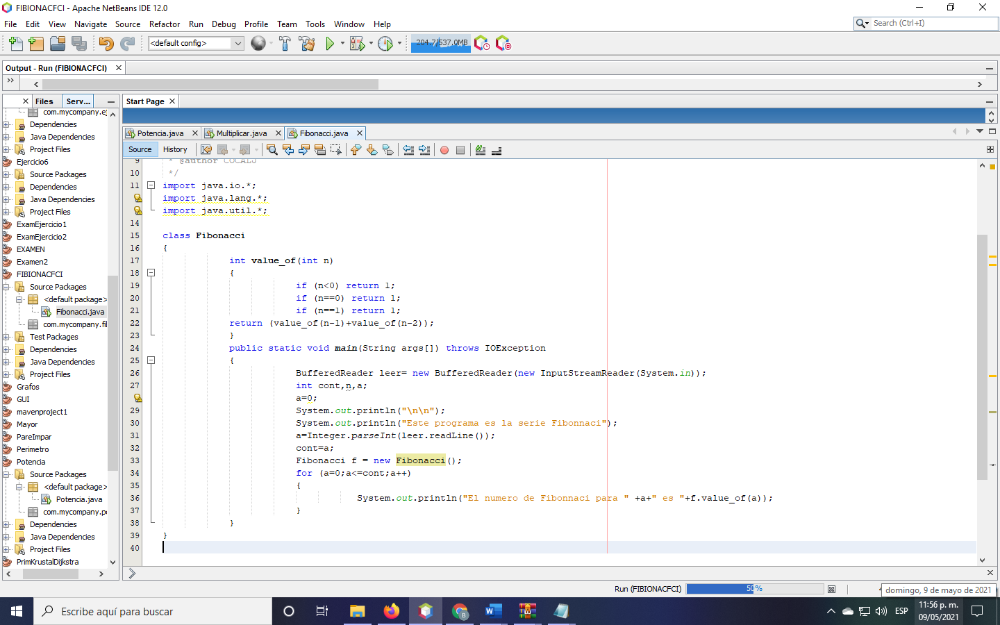 FIBIONACFCI - Apache NetBeans IDE 12.0
File Edit View Navigate Source Refactor Run Debug Profile Team Tools Window Help
Search (Ctrl+I)
<default config>
204.7/537.0MB
Output - Run (FIBIONACFCI)
Files Serv...
Start Page
com.mycompany.ej
Dependencies
Java Dependencies
Project Files
Ejercicio6
Source Packages
Dependencies
Java Dependencies
Project Files
ExamEjercicio1
ExamEjercicio2
EXAMEN
Examen2
FIBIONACFCI
Source Packages
<default package>
Fibonacci.java
com.mycompany.fil
Test Packages
Dependencies
Java Dependencies
Project Files
Grafos
GUI
mavenproject1
Mayor
PareImpar
Perimetro
Potencia
Source Packages
<default package>
Potencia.java
com.mycompany.po
Dependencies
Java Dependencies
Project Files
PrimKrustalDijkstra
Potencia.java Multiplicar.java Fibonacci.java
Source History
9 * @author COCALJ
10 */
11 import java.io.*;
import java.lang.*;
import java.util.*;
14
15 class Fibonacci
16 {
17 int value_of(int n)
18 {
19 if (n<0) return 1;
20 if (n==0) return 1;
21 if (n==1) return 1;
22 return (value_of(n-1)+value_of(n-2));
23 }
24 public static void main(String args[]) throws IOException
25 {
26 BufferedReader leer= new BufferedReader(new InputStreamReader(System.in));
27 int cont,n,a;
a=0;
29 System.out.println("\n\n");
30 System.out.println("Este programa es la serie Fibonnaci");
31 a=Integer.parseInt(leer.readLine());
32 cont=a;
33 Fibonacci f = new Fibonacci();
34 for (a=0;a<=cont;a++)
35 {
36 System.out.println("El numero de Fibonnaci para " +a+" es "+f.value_of(a));
37 }
38 }
39 }
40
Run (FIBIONACFCI) 50%
domingo, 9 de mayo de 2021
Escribe aquí para buscar
ESP
11:56 p. m.
09/05/2021